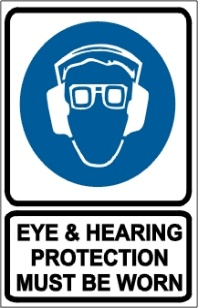 EYE & HEARING
PROTECTION
MUST BE WORN